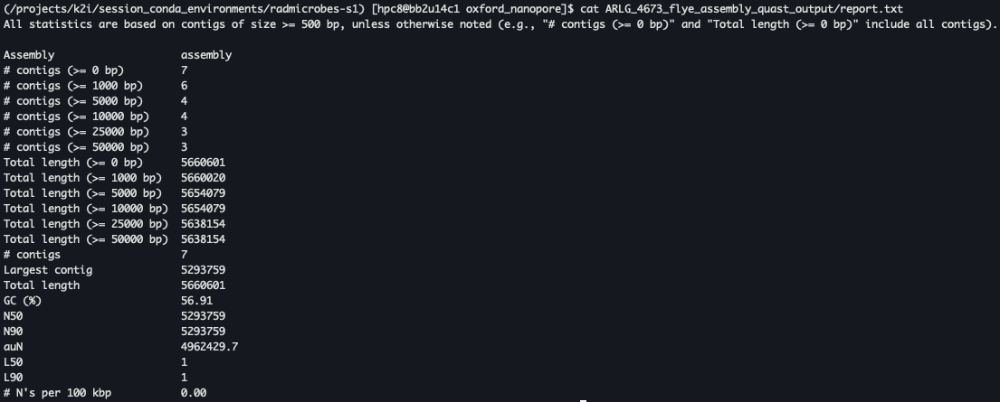 (/projects/k2i/session_conda_environments/radmicrobes-s1) [hpc8@bb2u14c1 oxford_nanopore]$ cat ARLG_4673_flye_assembly_quast_output/report.txt
All statistics are based on contigs of size >= 500 bp, unless otherwise noted (e.g., "# contigs (>= 0 bp)" and "Total length (>= 0 bp)" include all contigs).
Assembly assembly
# contigs (>= 0 bp) 7
# contigs (>= 1000 bp) 6
# contigs (>= 5000 bp) 4
# contigs (>= 10000 bp) 4
# contigs (>= 25000 bp) 3
# contigs (>= 50000 bp) 3
Total length (>= 0 bp) 5660601
Total length (>= 1000 bp) 5660020
Total length (>= 5000 bp) 5654079
Total length (>= 10000 bp) 5654079
Total length (>= 25000 bp) 5638154
Total length (>= 50000 bp) 5638154
# contigs 7
Largest contig 5293759
Total length 5660601
GC (%) 56.91
N50 5293759
N90 5293759
auN 4962429.7
L50 1
L90 1
# N's per 100 kbp 0.00